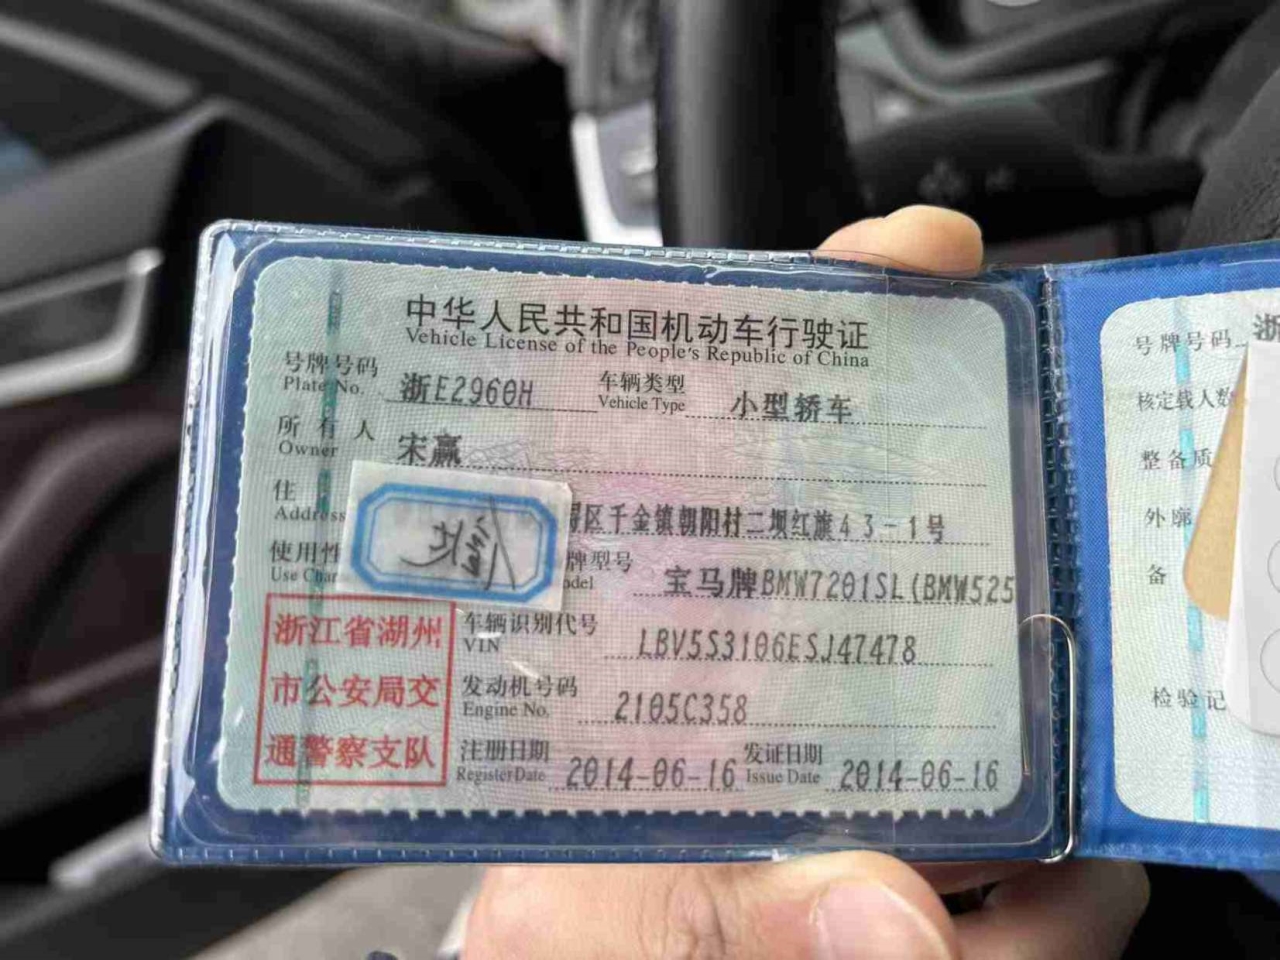 中华人民共和国机动车行驶证
Vehicle License of the People's Republic of China
号牌号码 浙E2960H 车辆类型 小型轿车
Plate No. Vehicle Type
所有人 宋赢
Owner
住
Address 区千金镇朝阳村二坝红旗43-1号
使用性 牌型号 宝马牌BMW7201SL(BMW525
Use Char odel
浙江省湖州
市公安局交
通警察支队
车辆识别代号 LBV5S3106ESJ47478
VIN
发动机号码 2105C358
Engine No.
注册日期 2014-06-16 发证日期 2014-06-16
Register Date Issue Date
号牌号码 浙
核定载人数
整备质
外廓
备
检验记